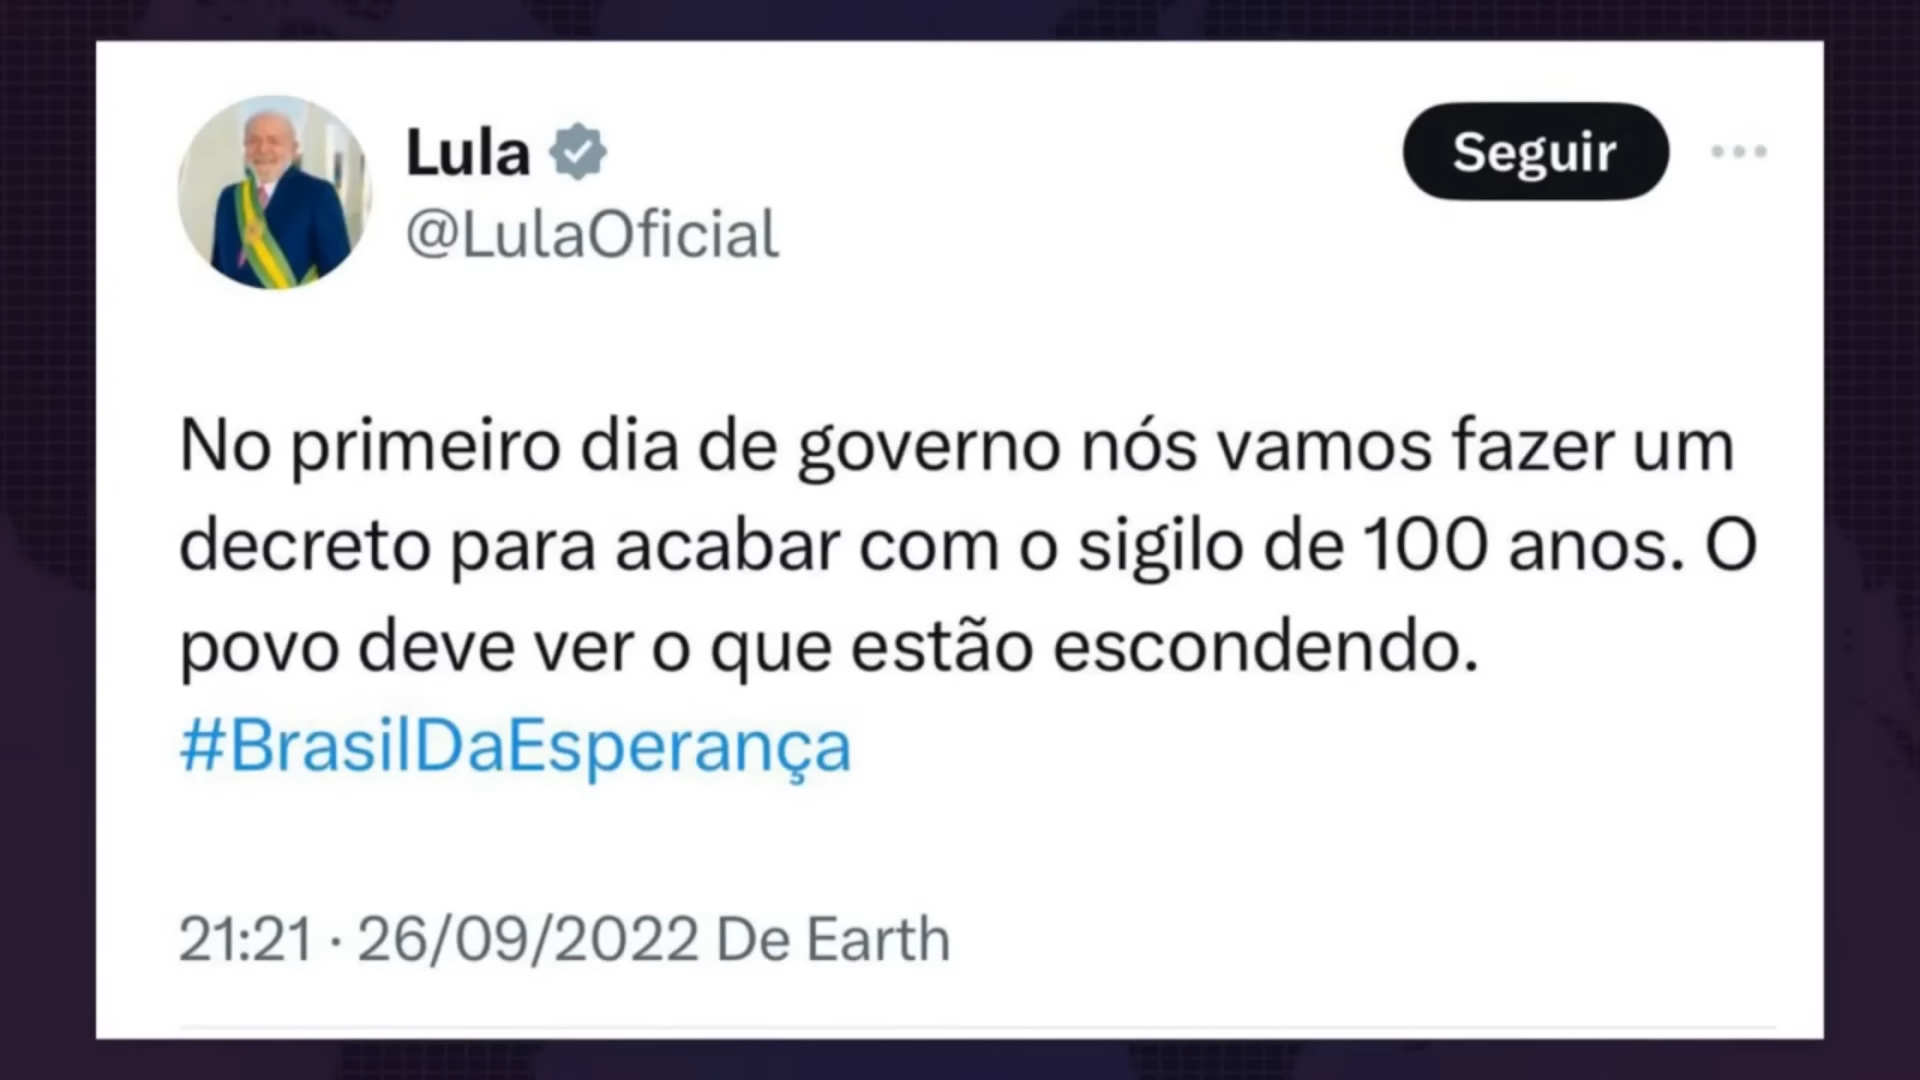 Lula
@LulaOficial
Seguir
No primeiro dia de governo nós vamos fazer um
decreto para acabar com o sigilo de 100 anos. O
povo deve ver o que estão escondendo.
#BrasilDaEsperança
21:21 · 26/09/2022 De Earth